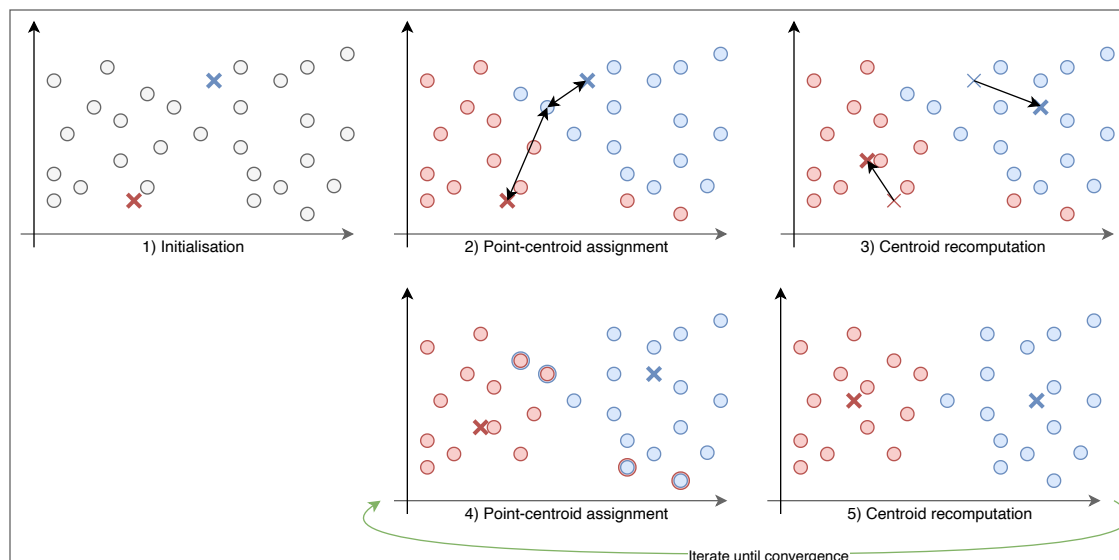 1) Initialisation
2) Point-centroid assignment
3) Centroid recomputation
4) Point-centroid assignment
5) Centroid recomputation
Iterate until convergence